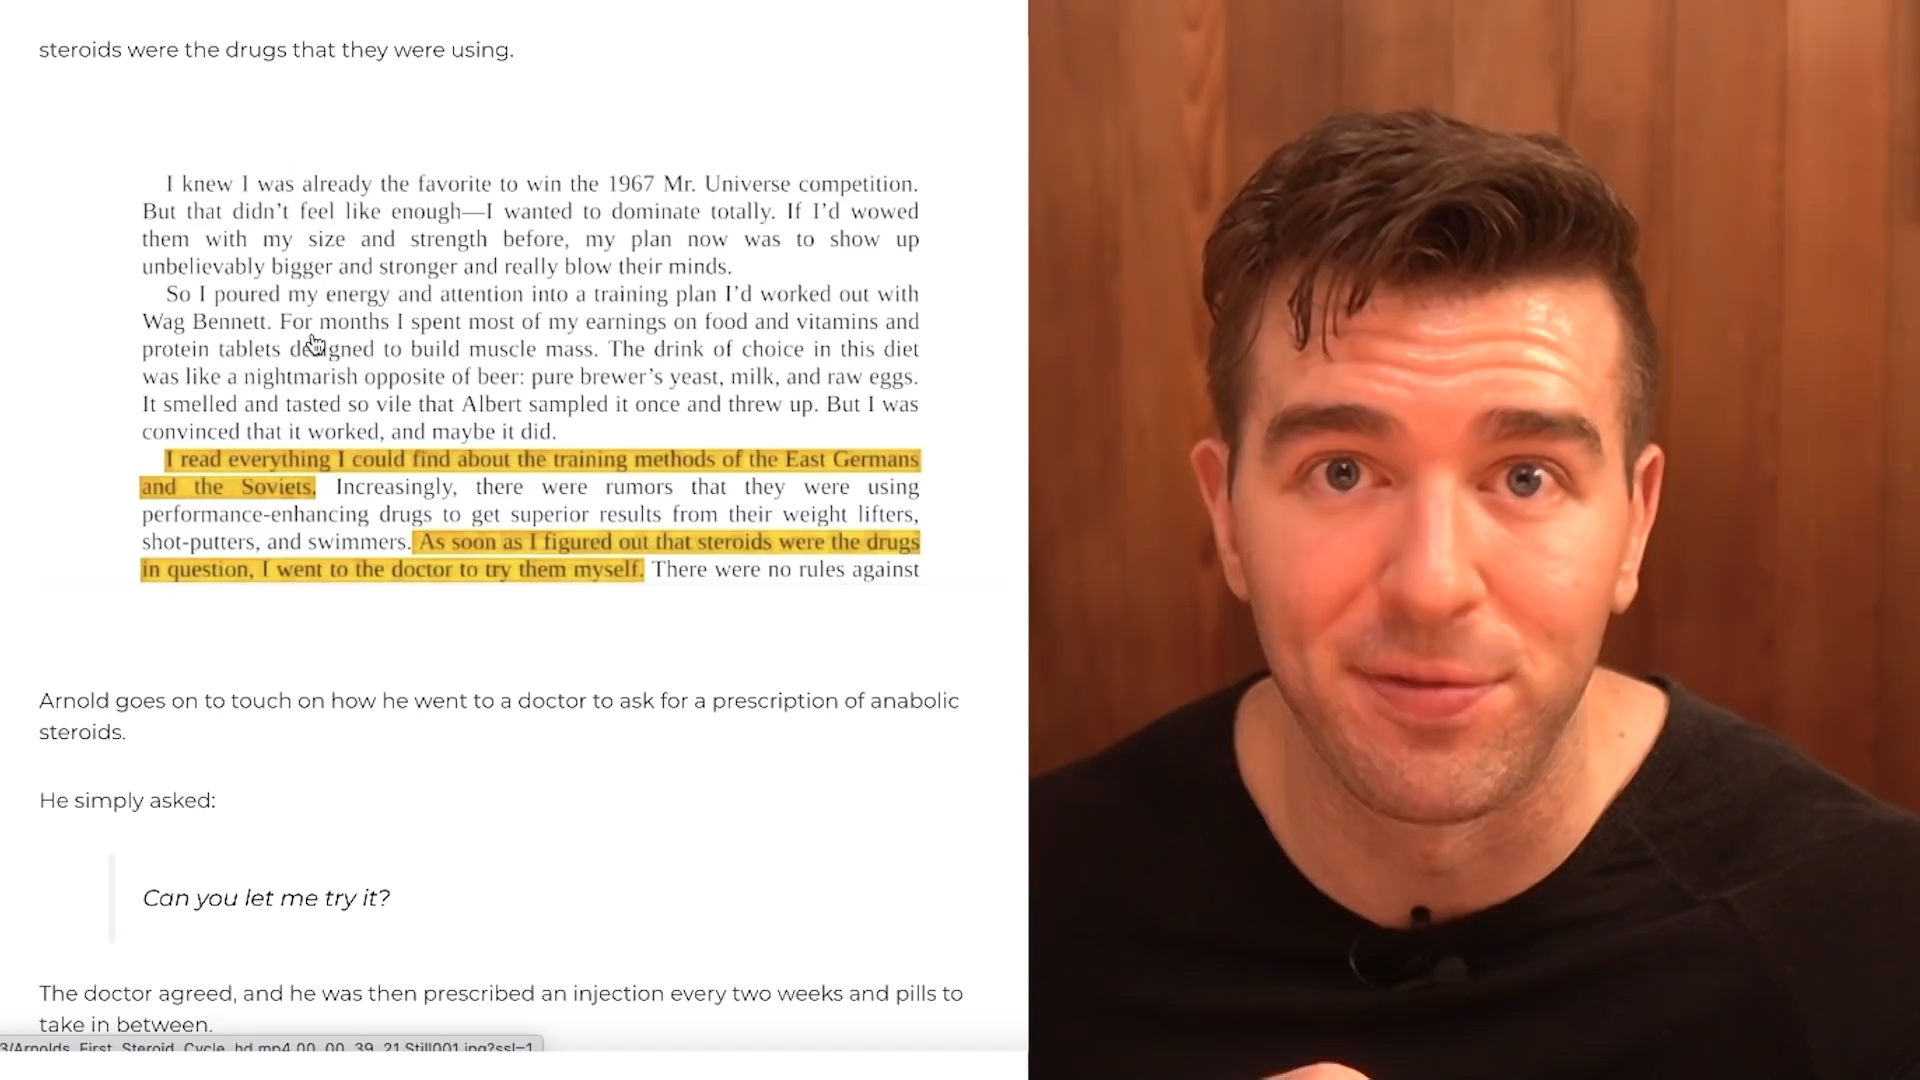 steroids were the drugs that they were using.
I knew I was already the favorite to win the 1967 Mr. Universe competition.
But that didn’t feel like enough—I wanted to dominate totally. If I’d wowed
them with my size and strength before, my plan now was to show up
unbelievably bigger and stronger and really blow their minds.
So I poured my energy and attention into a training plan I’d worked out with
Wag Bennett. For months I spent most of my earnings on food and vitamins and
protein tablets designed to build muscle mass. The drink of choice in this diet
was like a nightmarish opposite of beer: pure brewer’s yeast, milk, and raw eggs.
It smelled and tasted so vile that Albert sampled it once and threw up. But I was
convinced that it worked, and maybe it did.
I read everything I could find about the training methods of the East Germans
and the Soviets. Increasingly, there were rumors that they were using
performance-enhancing drugs to get superior results from their weight lifters,
shot-putters, and swimmers. As soon as I figured out that steroids were the drugs
in question, I went to the doctor to try them myself. There were no rules against
Arnold goes on to touch on how he went to a doctor to ask for a prescription of anabolic
steroids.
He simply asked:
Can you let me try it?
The doctor agreed, and he was then prescribed an injection every two weeks and pills to
take in between.
3/Arnolds_First_Steroid_Cycle_hd.mp4.00_00_39_21.Still001.jpg?ssl=1